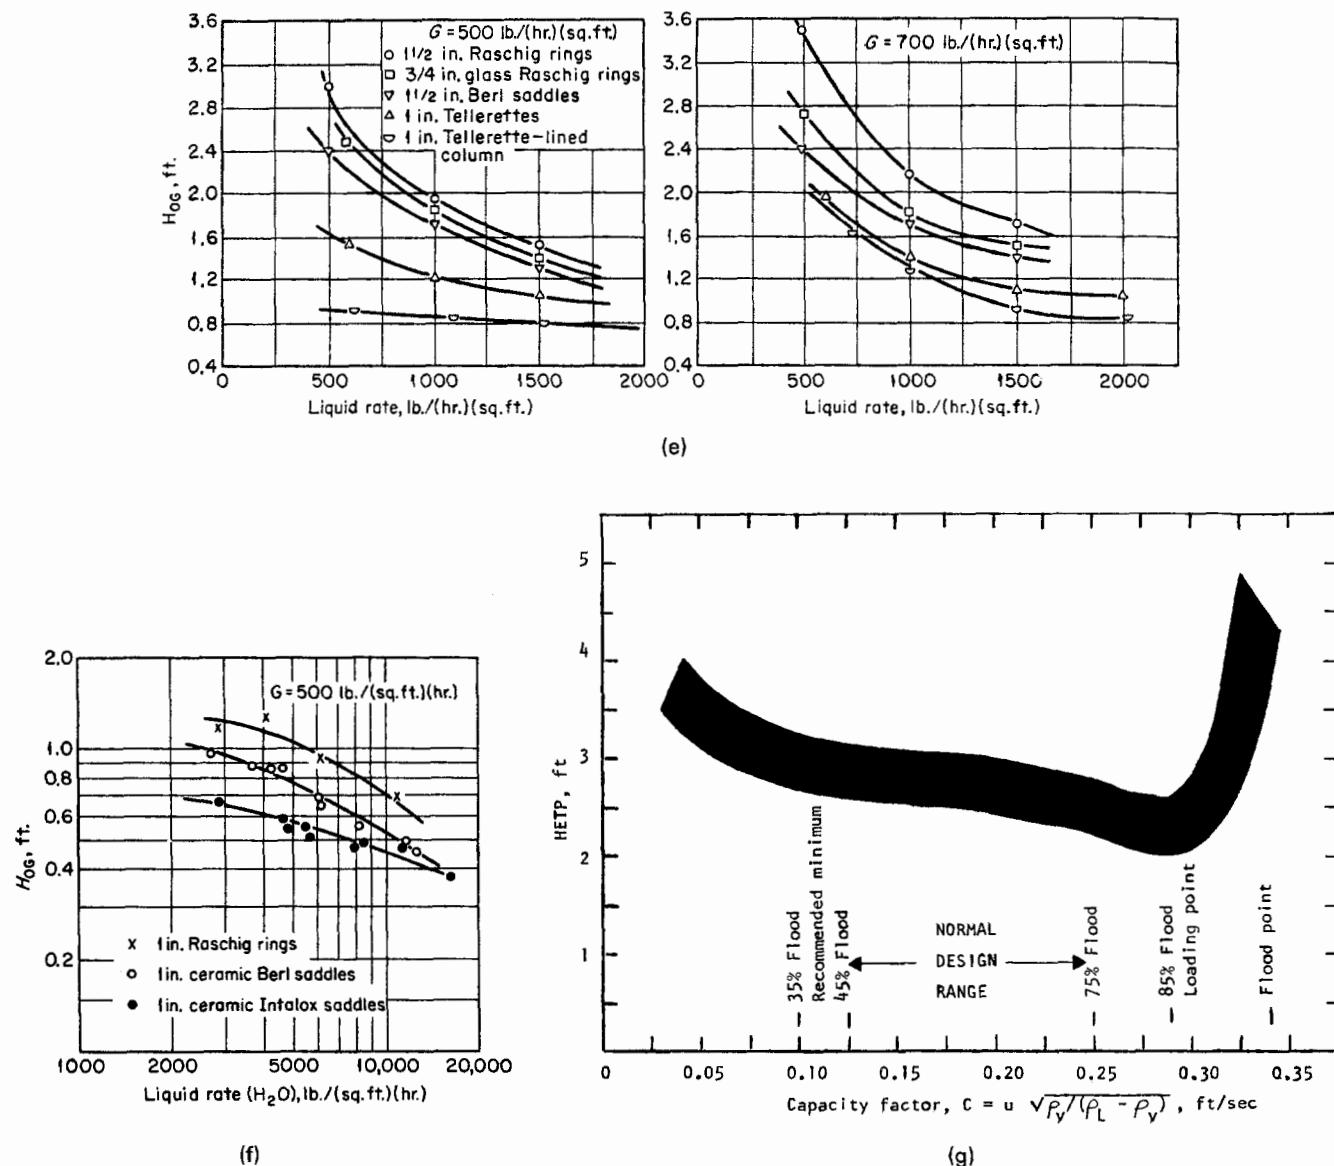 G = 500 lb./(hr.)(sq.ft.)
1 1/2 in. Raschig rings
3/4 in. glass Raschig rings
1 1/2 in. Berl saddles
1 in. Tellerettes
1 in. Tellerette-lined
column
3.6
3.2
2.8
2.4
2.0
1.6
1.2
0.8
0.4
HOG, ft.
0 500 1000 1500 2000
Liquid rate, lb./(hr.)(sq.ft.)
G = 700 lb./(hr.)(sq.ft.)
3.6
3.2
2.8
2.4
2.0
1.6
1.2
0.8
0.4
0 500 1000 1500 2000
Liquid rate, lb./(hr.)(sq.ft.)
(e)
G = 500 lb./(sq.ft.)(hr.)
2.0
1.0
0.8
0.6
0.4
0.2
HOG, ft.
x 1 in. Raschig rings
1 in. ceramic Berl saddles
1 in. ceramic Intalox saddles
1000 2000 5000 10,000 20,000
Liquid rate (H2O), lb./(sq.ft.)(hr.)
(f)
5
4
3
2
1
HETP, ft
35% Flood
Recommended minimum
45% Flood
NORMAL
DESIGN
RANGE
75% Flood
85% Flood
Loading point
Flood point
0 0.05 0.10 0.15 0.20 0.25 0.30 0.35
Capacity factor, C = u √ρv/(ρL - ρv) , ft/sec
(g)